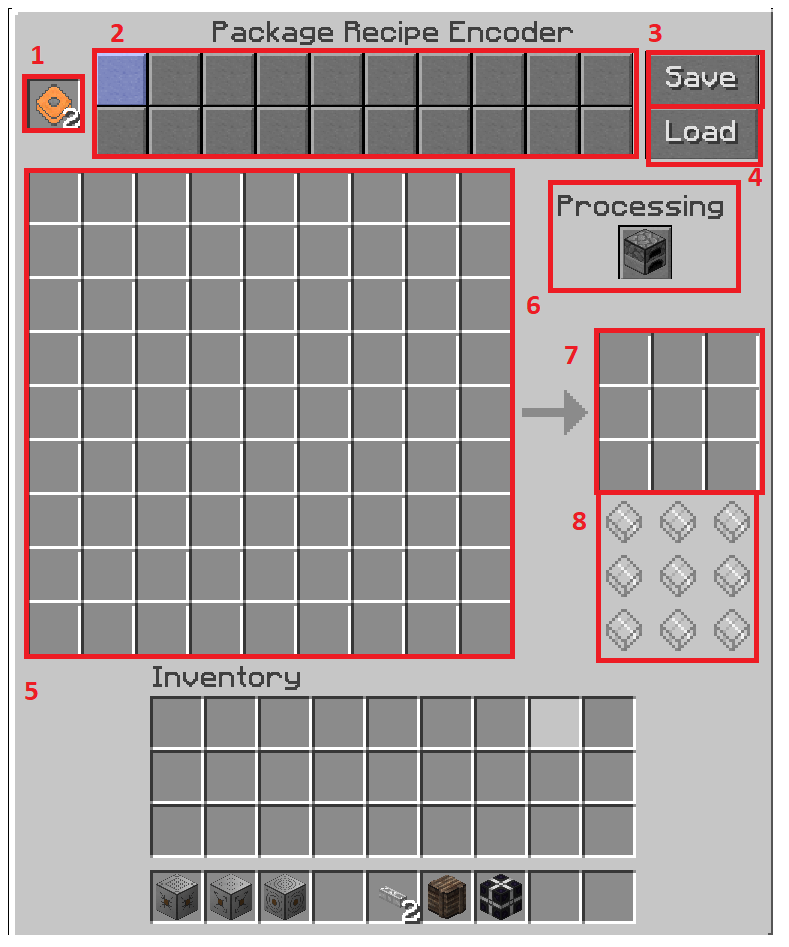 Package Recipe Encoder
1
2
3
2
Save
Load
4
Processing
6
7
8
5
Inventory
2